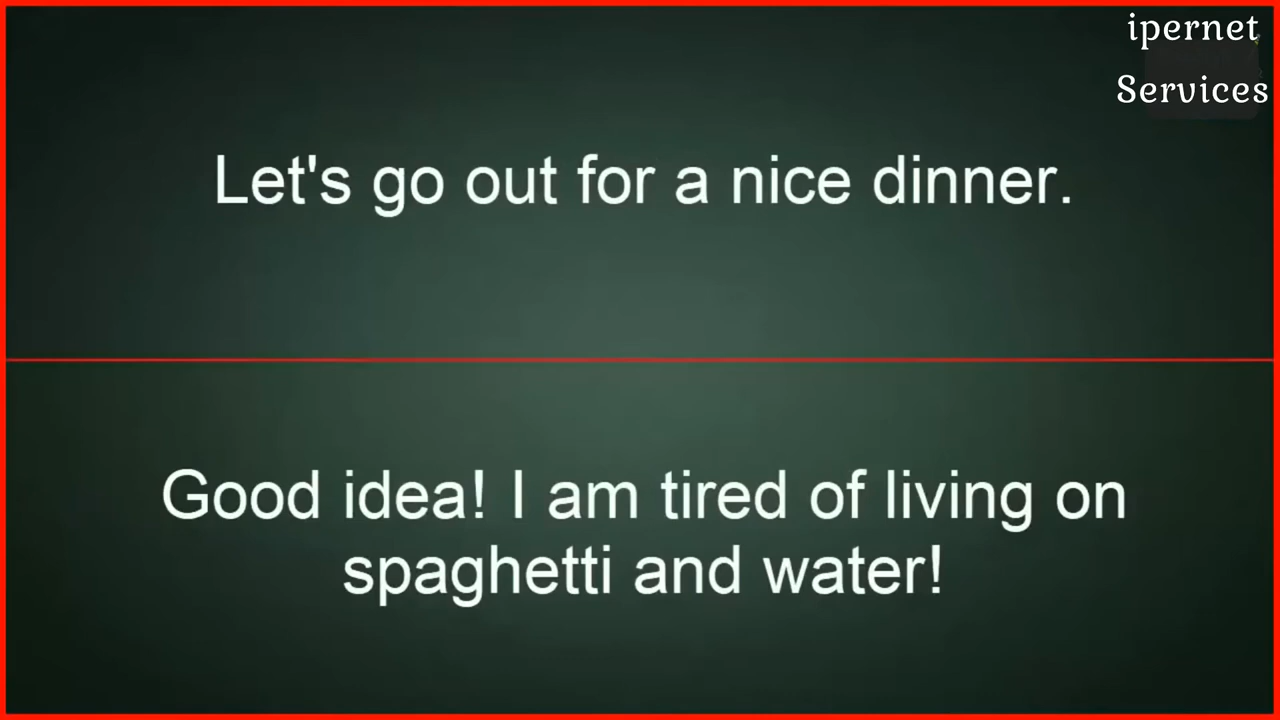 ipernet
Services
Let's go out for a nice dinner.
Good idea! I am tired of living on
spaghetti and water!